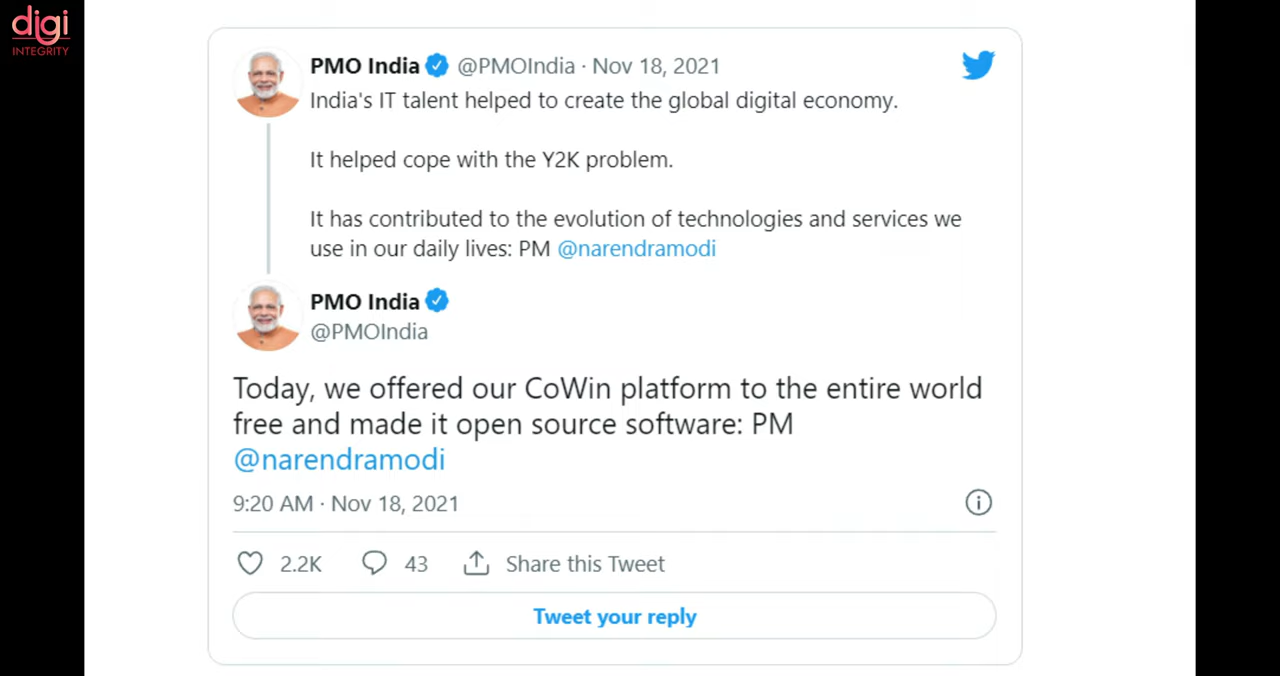 digi
INTEGRITY
PMO India @PMOIndia · Nov 18, 2021
India's IT talent helped to create the global digital economy.
It helped cope with the Y2K problem.
It has contributed to the evolution of technologies and services we
use in our daily lives: PM @narendramodi
PMO India
@PMOIndia
Today, we offered our CoWin platform to the entire world
free and made it open source software: PM
@narendramodi
9:20 AM · Nov 18, 2021
2.2K 43 Share this Tweet
Tweet your reply